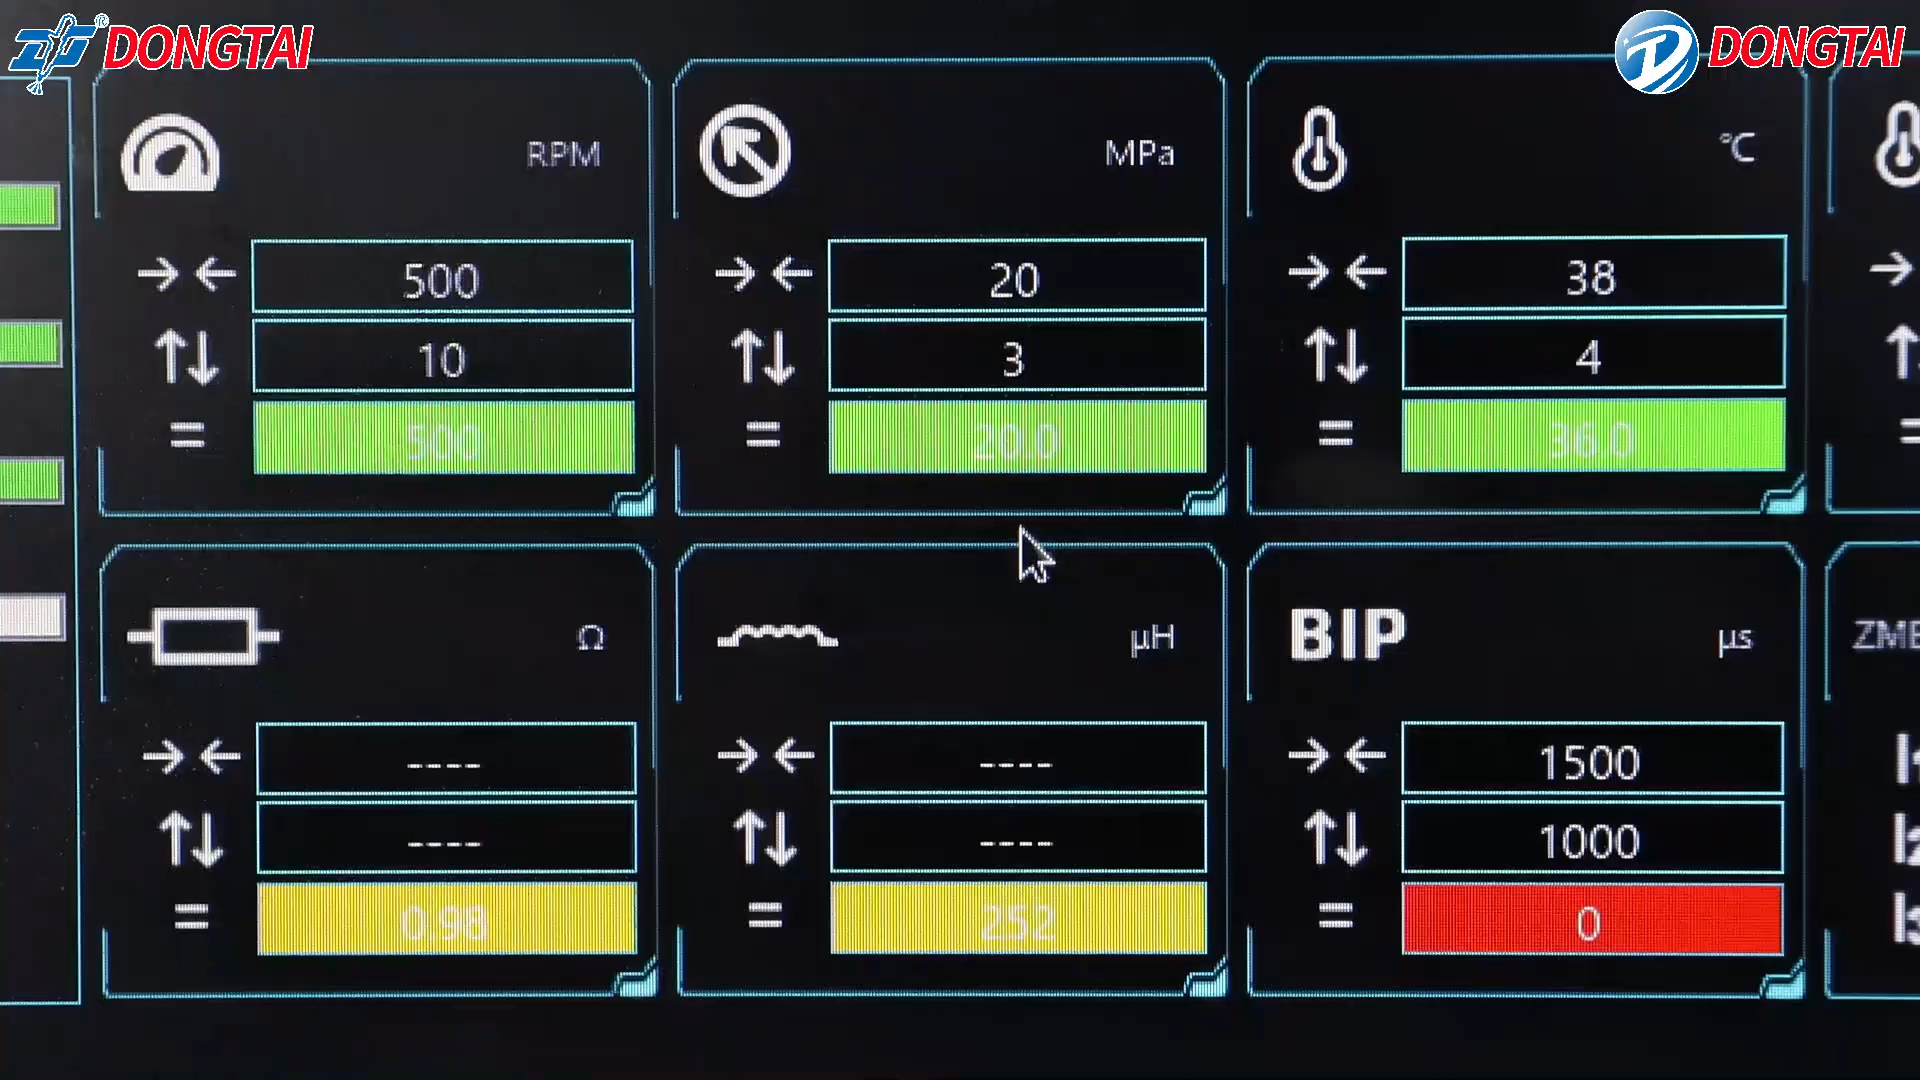 DONGTAI
DONGTAI
RPM
500
10
= 500
MPa
20
3
= 20.0
°C
38
4
= 36.0
Ω
----
----
= 0.98
µH
----
----
= 252
BIP µs
1500
1000
= 0